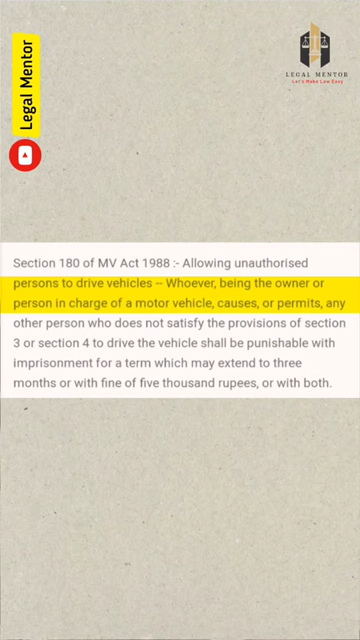 Legal Mentor
LEGAL MENTOR
Let's Make Law Easy
Section 180 of MV Act 1988 :- Allowing unauthorised
persons to drive vehicles -- Whoever, being the owner or
person in charge of a motor vehicle, causes, or permits, any
other person who does not satisfy the provisions of section
3 or section 4 to drive the vehicle shall be punishable with
imprisonment for a term which may extend to three
months or with fine of five thousand rupees, or with both.